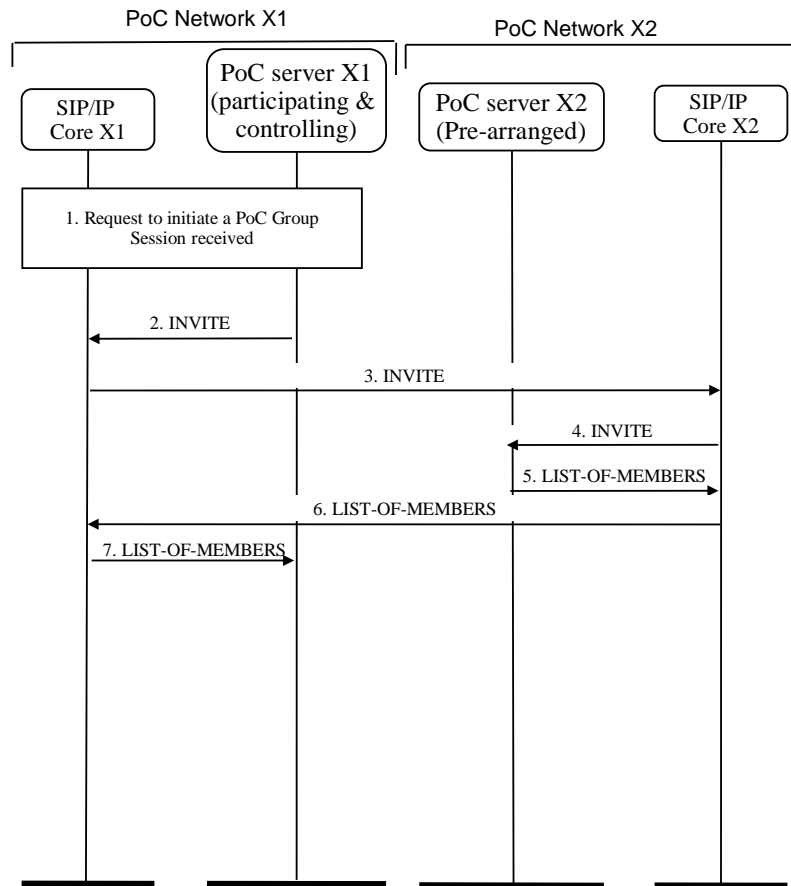 PoC Network X1
PoC Network X2
SIP/IP
Core X1
PoC server X1
(participating &
controlling)
PoC server X2
(Pre-arranged)
SIP/IP
Core X2
1. Request to initiate a PoC Group
Session received
2. INVITE
3. INVITE
4. INVITE
5. LIST-OF-MEMBERS
6. LIST-OF-MEMBERS
7. LIST-OF-MEMBERS